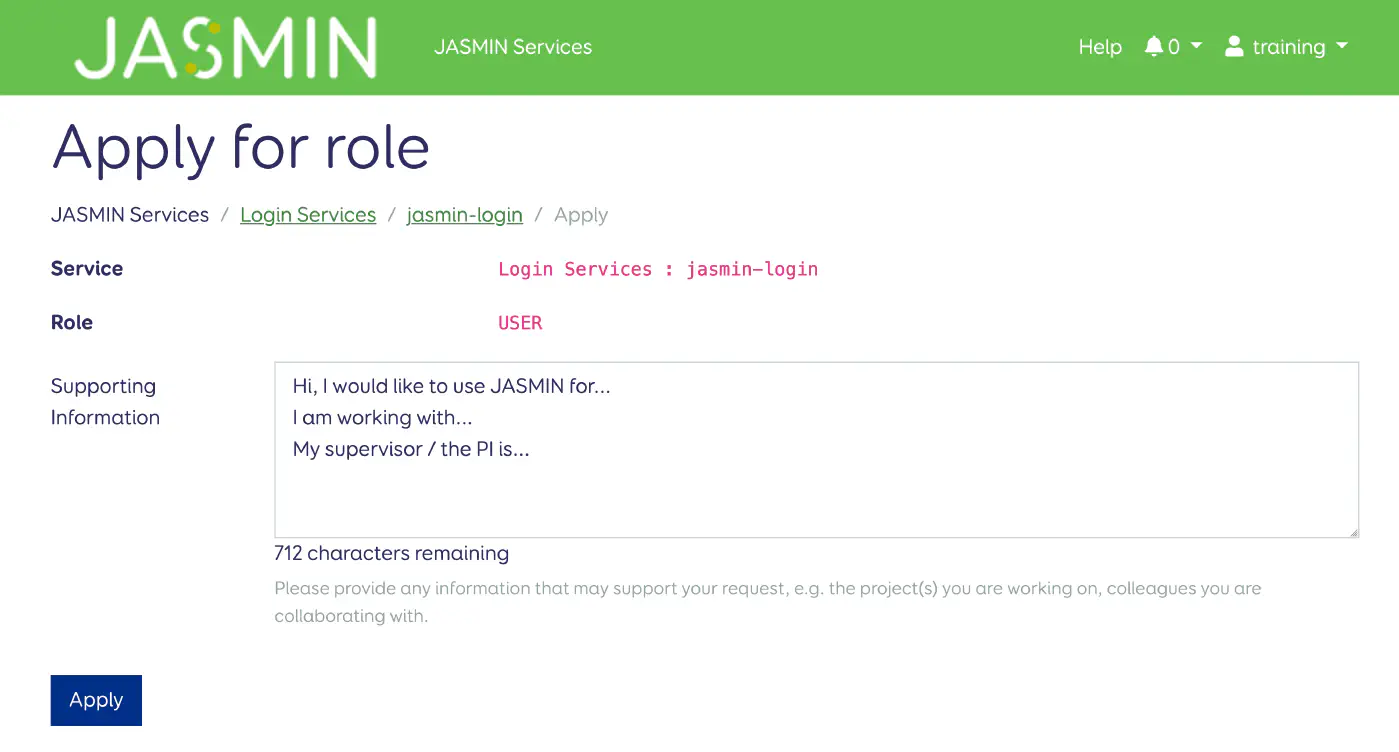 JASMIN JASMIN Services Help 0 training
Apply for role
JASMIN Services / Login Services / jasmin-login / Apply
Service Login Services : jasmin-login
Role USER
Supporting
Information
Hi, I would like to use JASMIN for...
I am working with...
My supervisor / the PI is...
712 characters remaining
Please provide any information that may support your request, e.g. the project(s) you are working on, colleagues you are
collaborating with.
Apply